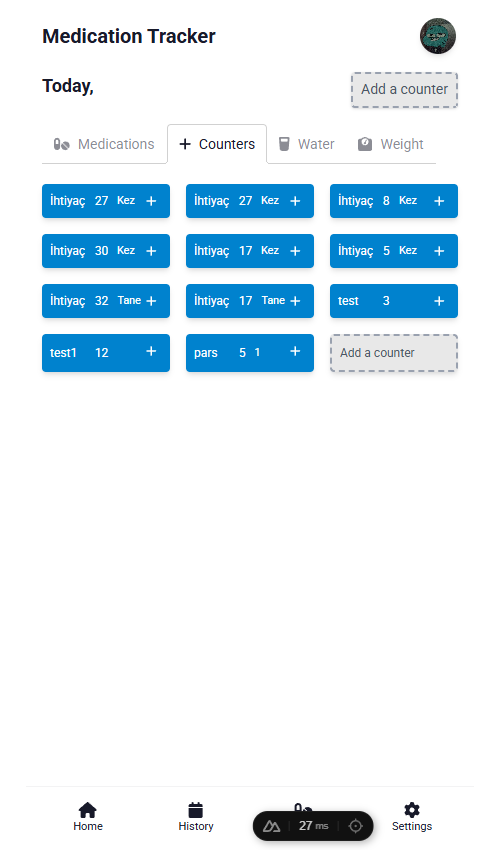 Medication Tracker
Today,
Add a counter
Medications
Counters
Water
Weight
İhtiyaç 27 Kez +
İhtiyaç 27 Kez +
İhtiyaç 8 Kez +
İhtiyaç 30 Kez +
İhtiyaç 17 Kez +
İhtiyaç 5 Kez +
İhtiyaç 32 Tane +
İhtiyaç 17 Tane +
test 3 +
test1 12 +
pars 5 1 +
Add a counter
Home
History
27 ms
Settings